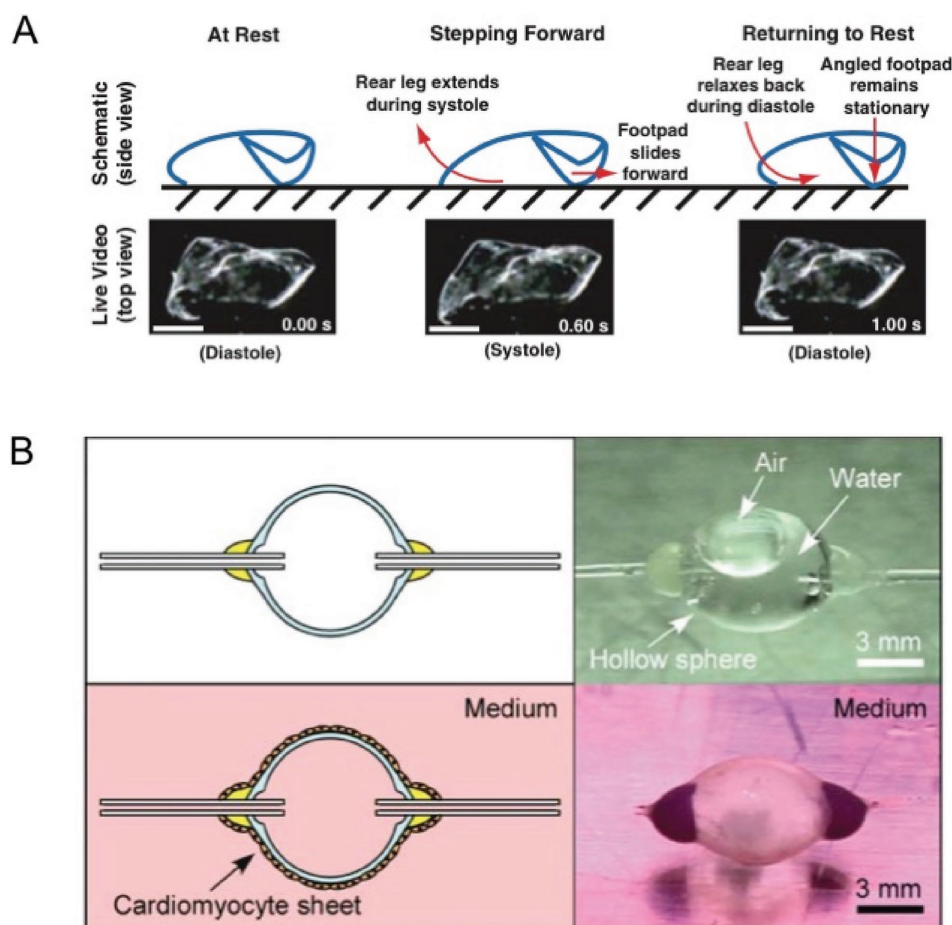 A
At Rest
Stepping Forward
Returning to Rest
Schematic
(side view)
Rear leg extends
during systole
Footpad
slides
forward
Rear leg
relaxes back
during diastole
Angled footpad
remains
stationary
Live Video
(top view)
0.00 s
0.60 s
1.00 s
(Diastole)
(Systole)
(Diastole)
B
Air
Water
Hollow sphere
3 mm
Medium
Cardiomyocyte sheet
Medium
3 mm